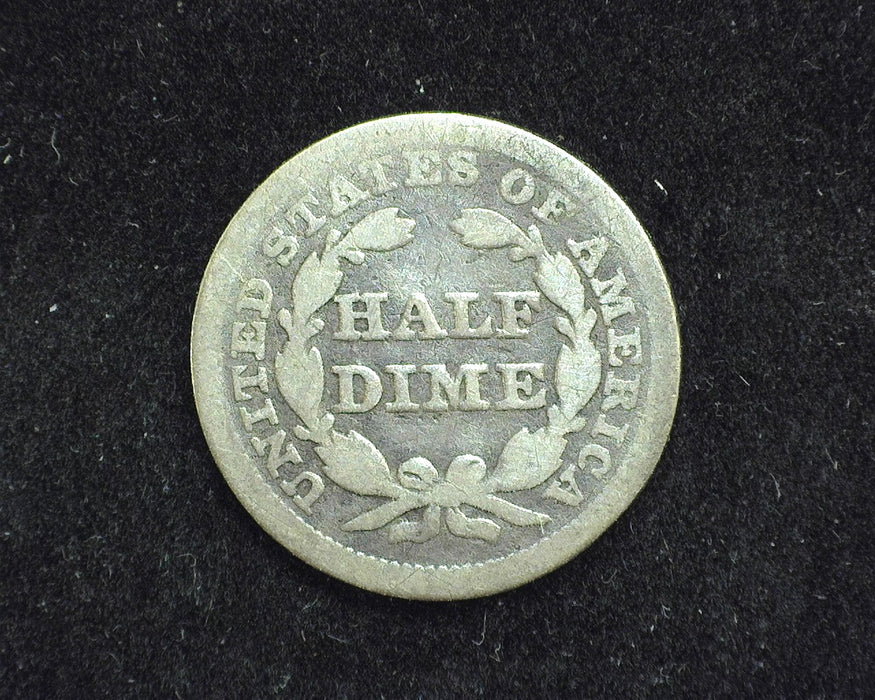 UNITED STATES OF AMERICA
HALF
DIME